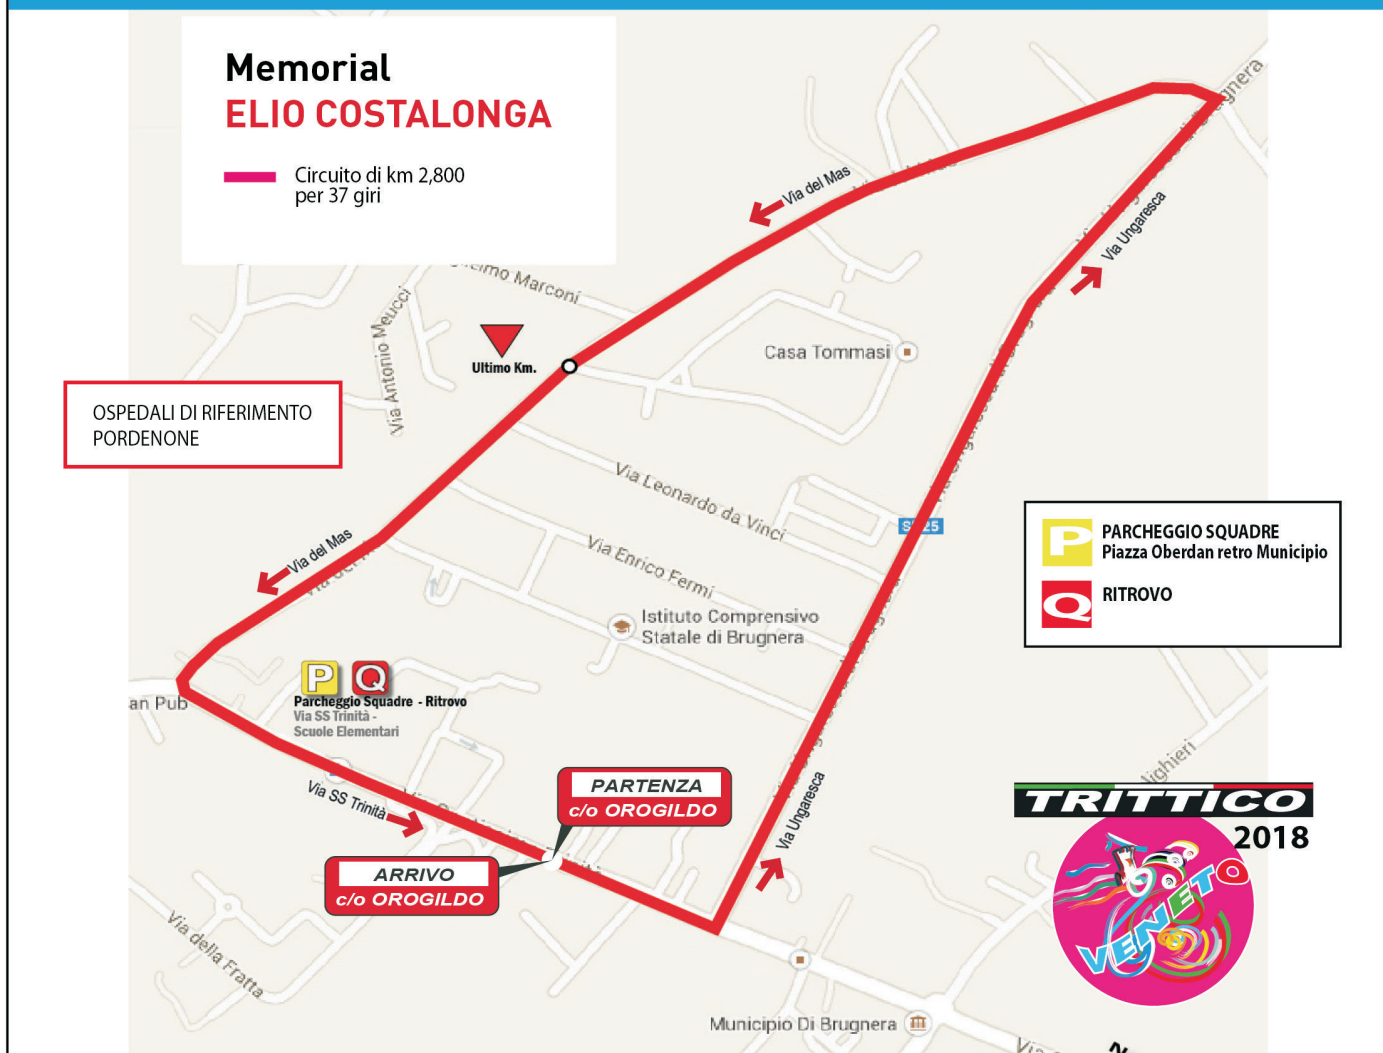 Memorial
ELIO COSTALONGA
Circuito di km 2,800
per 37 giri
Via del Mas
Via Ungaresca
Marconi
Via Antonio Meucci
Ultimo Km.
Casa Tommasi
OSPEDALI DI RIFERIMENTO
PORDENONE
Via Leonardo da Vinci
Via Enrico Fermi
PARCHEGGIO SQUADRE
Piazza Oberdan retro Municipio
RITROVO
P
Q
Via del Mas
Istituto Comprensivo
Statale di Brugnera
P Q
Parcheggio Squadre - Ritrovo
Via SS Trinità -
Scuole Elementari
an Pub
Via SS Trinità
PARTENZA
c/o OROGILDO
ARRIVO
c/o OROGILDO
Via Ungaresca
Alighieri
TRITTICO
2018
VENETO
Via della Fratta
Municipio Di Brugnera